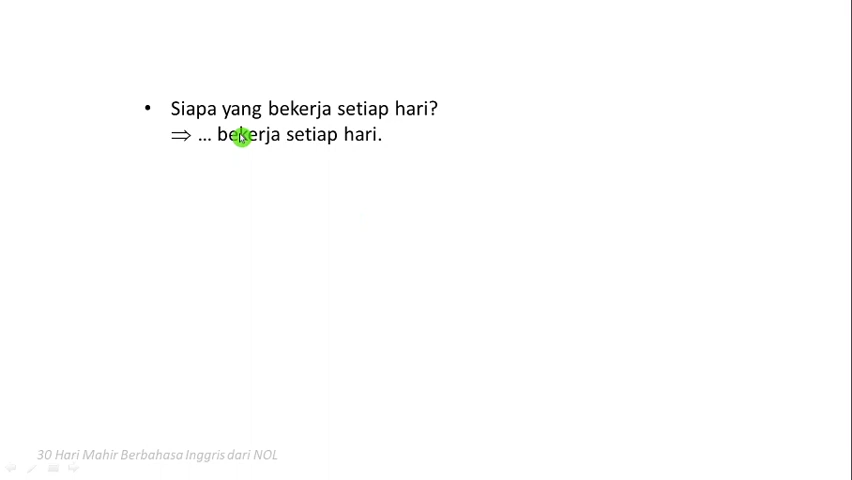 • Siapa yang bekerja setiap hari?
⇒ ... bekerja setiap hari.
30 Hari Mahir Berbahasa Inggris dari NOL